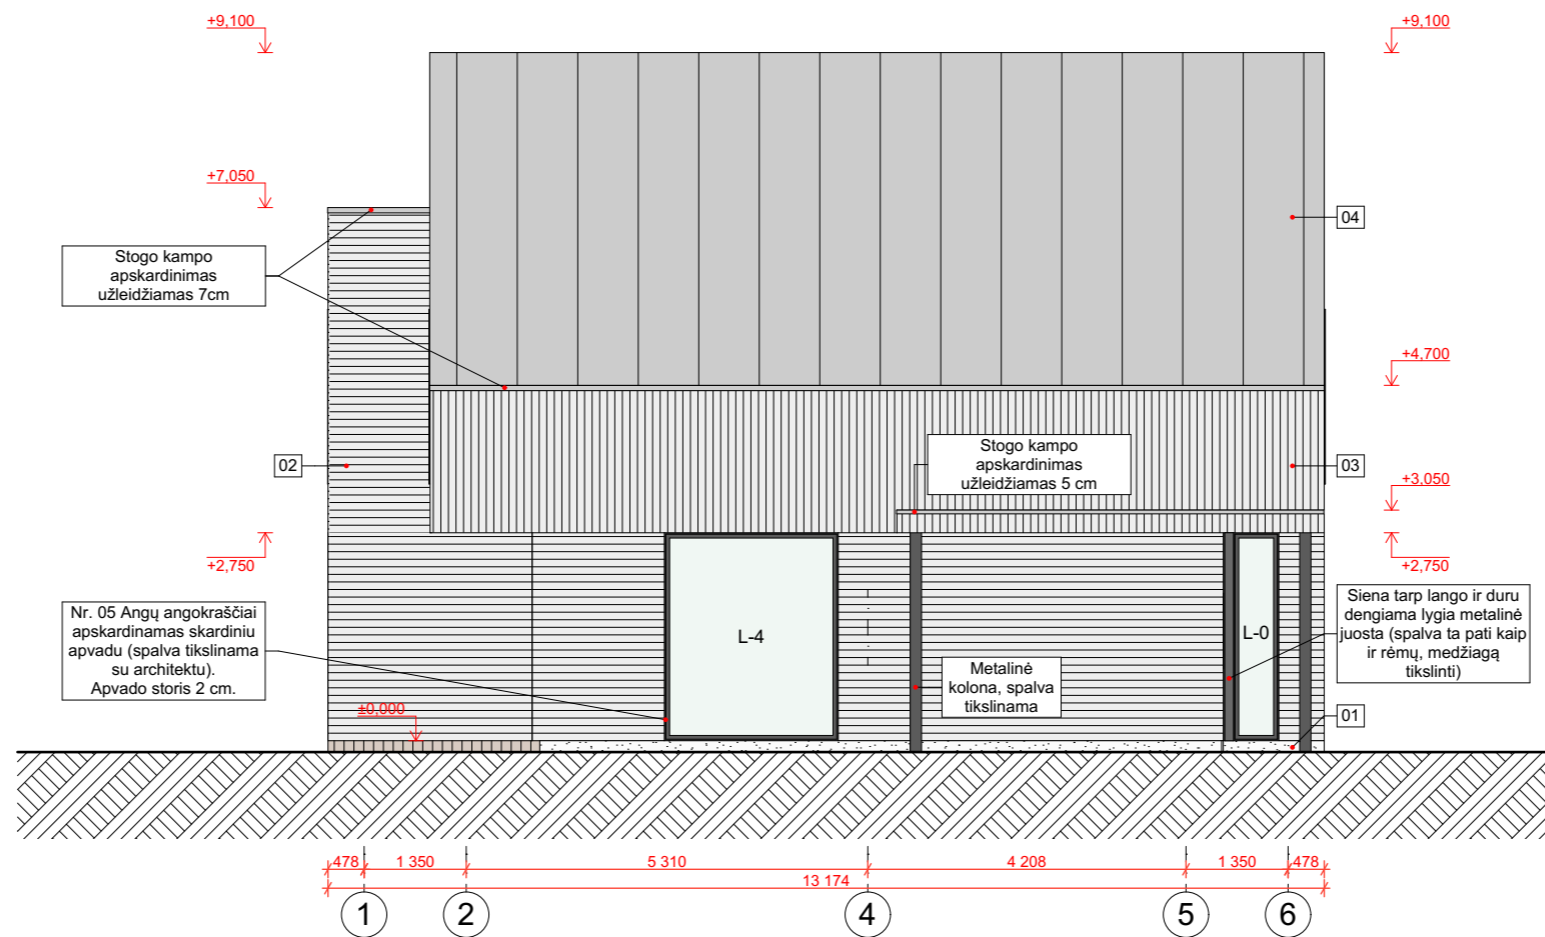 +9,100
+9,100
+7,050
04
Stogo kampo
apskardinimas
užleidžiamas 7cm
+4,700
Stogo kampo
apskardinimas
užleidžiamas 5 cm
02
03
+3,050
+2,750
+2,750
Nr. 05 Angų angokraščiai
apskardinamas skardiniu
apvadu (spalva tikslinama
su architektu).
Apvado storis 2 cm.
L-4
L-0
Siena tarp lango ir duru
dengiama lygia metalinė
juosta (spalva ta pati kaip
ir rėmų, medžiagą
tikslinti)
Metalinė
kolona, spalva
tikslinama
±0,000
01
478 1 350 5 310 4 208 1 350 478
13 174
1 2 4 5 6